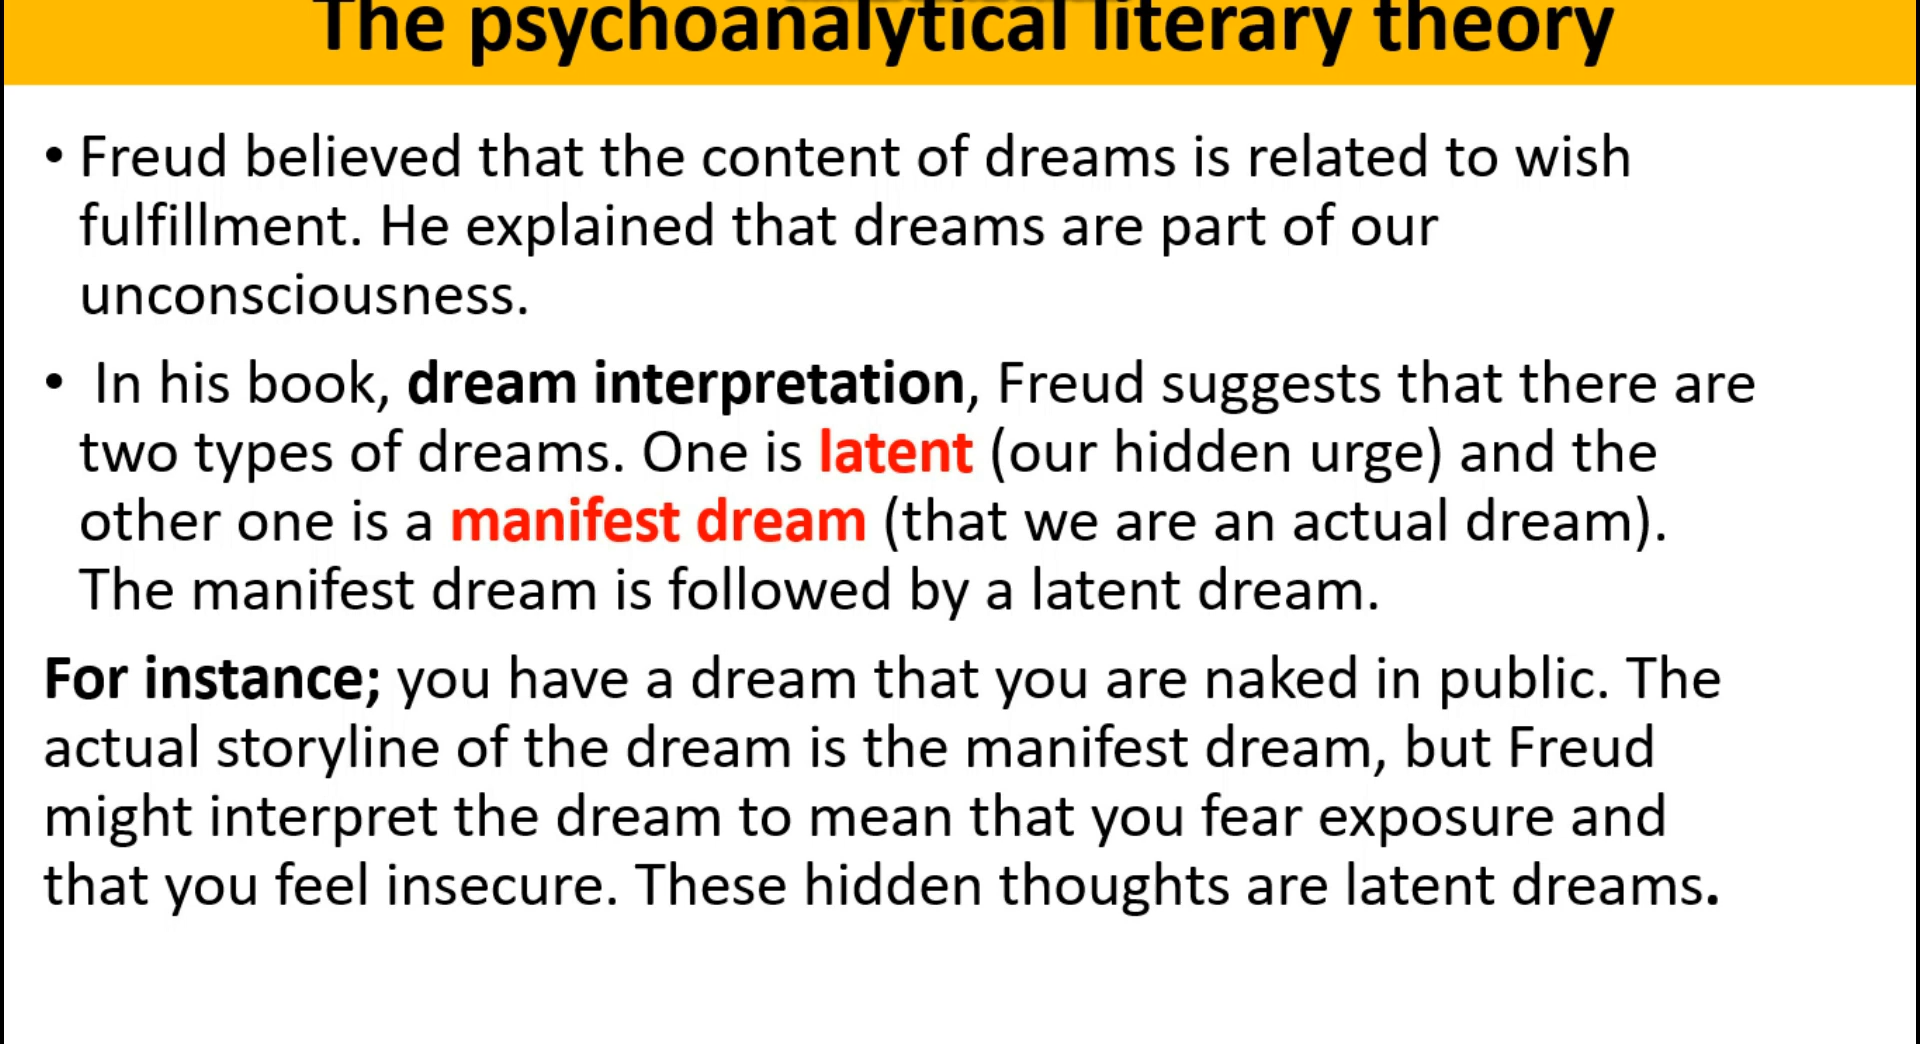 The psychoanalytical literary theory
• Freud believed that the content of dreams is related to wish
fulfillment. He explained that dreams are part of our
unconsciousness.
• In his book, dream interpretation, Freud suggests that there are
two types of dreams. One is latent (our hidden urge) and the
other one is a manifest dream (that we are an actual dream).
The manifest dream is followed by a latent dream.
For instance; you have a dream that you are naked in public. The
actual storyline of the dream is the manifest dream, but Freud
might interpret the dream to mean that you fear exposure and
that you feel insecure. These hidden thoughts are latent dreams.